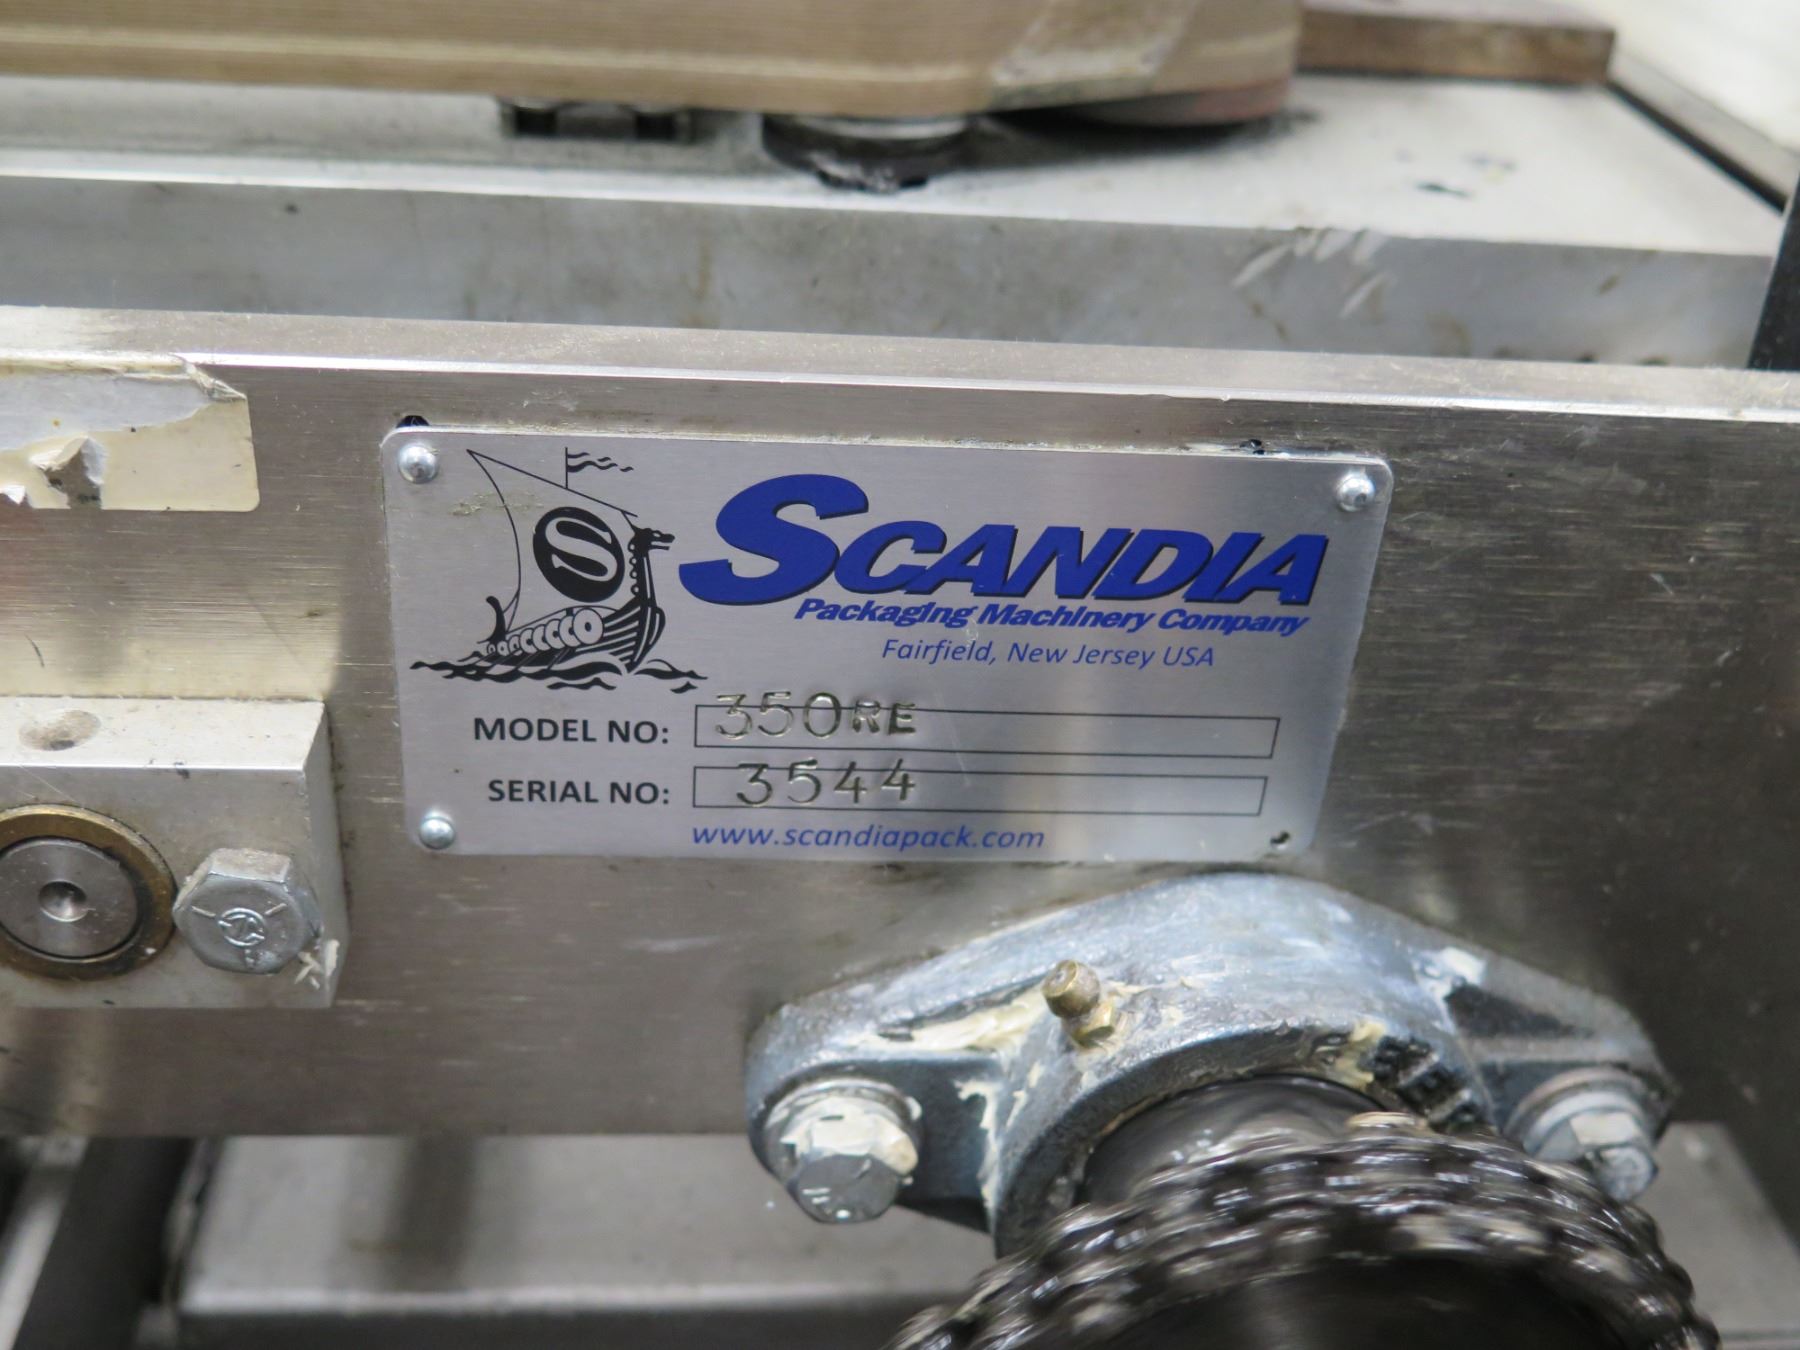 S
SCANDIA
Packaging Machinery Company
Fairfield, New Jersey USA
MODEL NO: 350RE
SERIAL NO: 3544
www.scandiapack.com